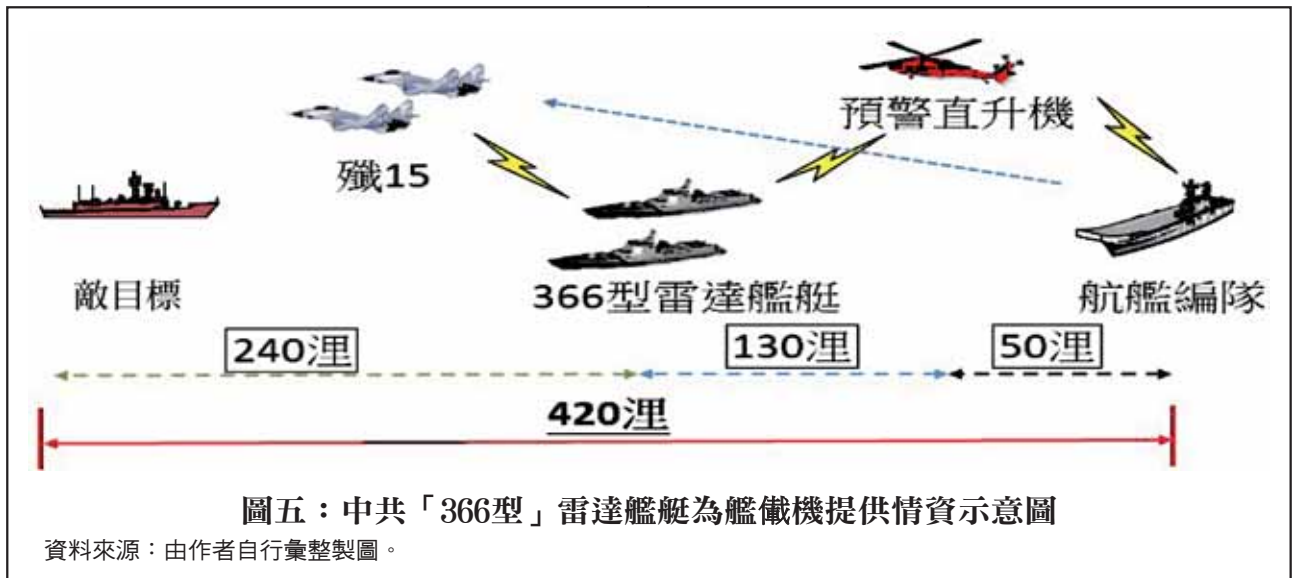 預警直升機
殲15
敵目標
366型雷達艦艇
航艦編隊
240浬
130浬
50浬
420浬
圖五：中共「366型」雷達艦艇為艦儎機提供情資示意圖
資料來源：由作者自行彙整製圖。